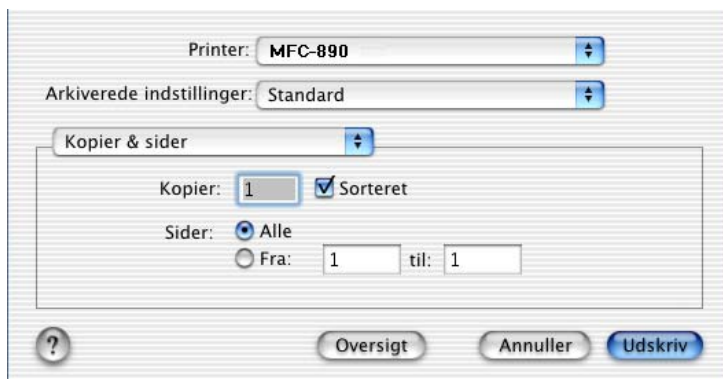 Printer: MFC-890
Arkiverede indstillinger: Standard
Kopier & sider
Kopier: 1 Sorteret
Sider: Alle
Fra: 1 til: 1
? Oversigt Annuller Udskriv